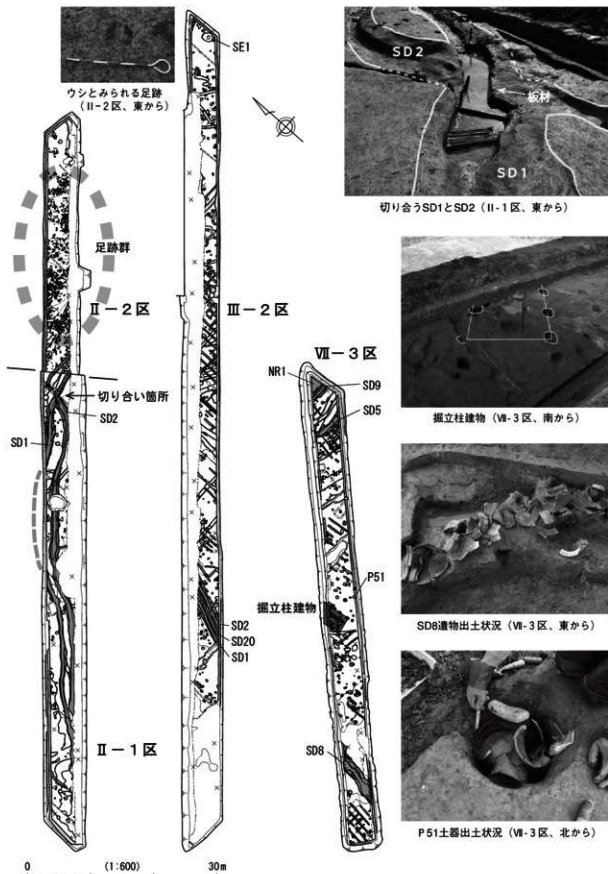 ウシとみられる足跡
(Ⅱ-2区、東から)
足跡群
Ⅱ-2区
切り合い箇所
SD2
SD1
Ⅱ-1区
0 (1:600) 30m
SE1
Ⅲ-2区
SD2
SD20
SD1
Ⅶ-3区
NR1
SD9
SD5
P51
掘立柱建物
SD8
SD2
板材
SD1
切り合うSD1とSD2(Ⅱ-1区、東から)
掘立柱建物(Ⅶ-3区、南から)
SD8遺物出土状況(Ⅶ-3区、東から)
P51土器出土状況(Ⅶ-3区、北から)